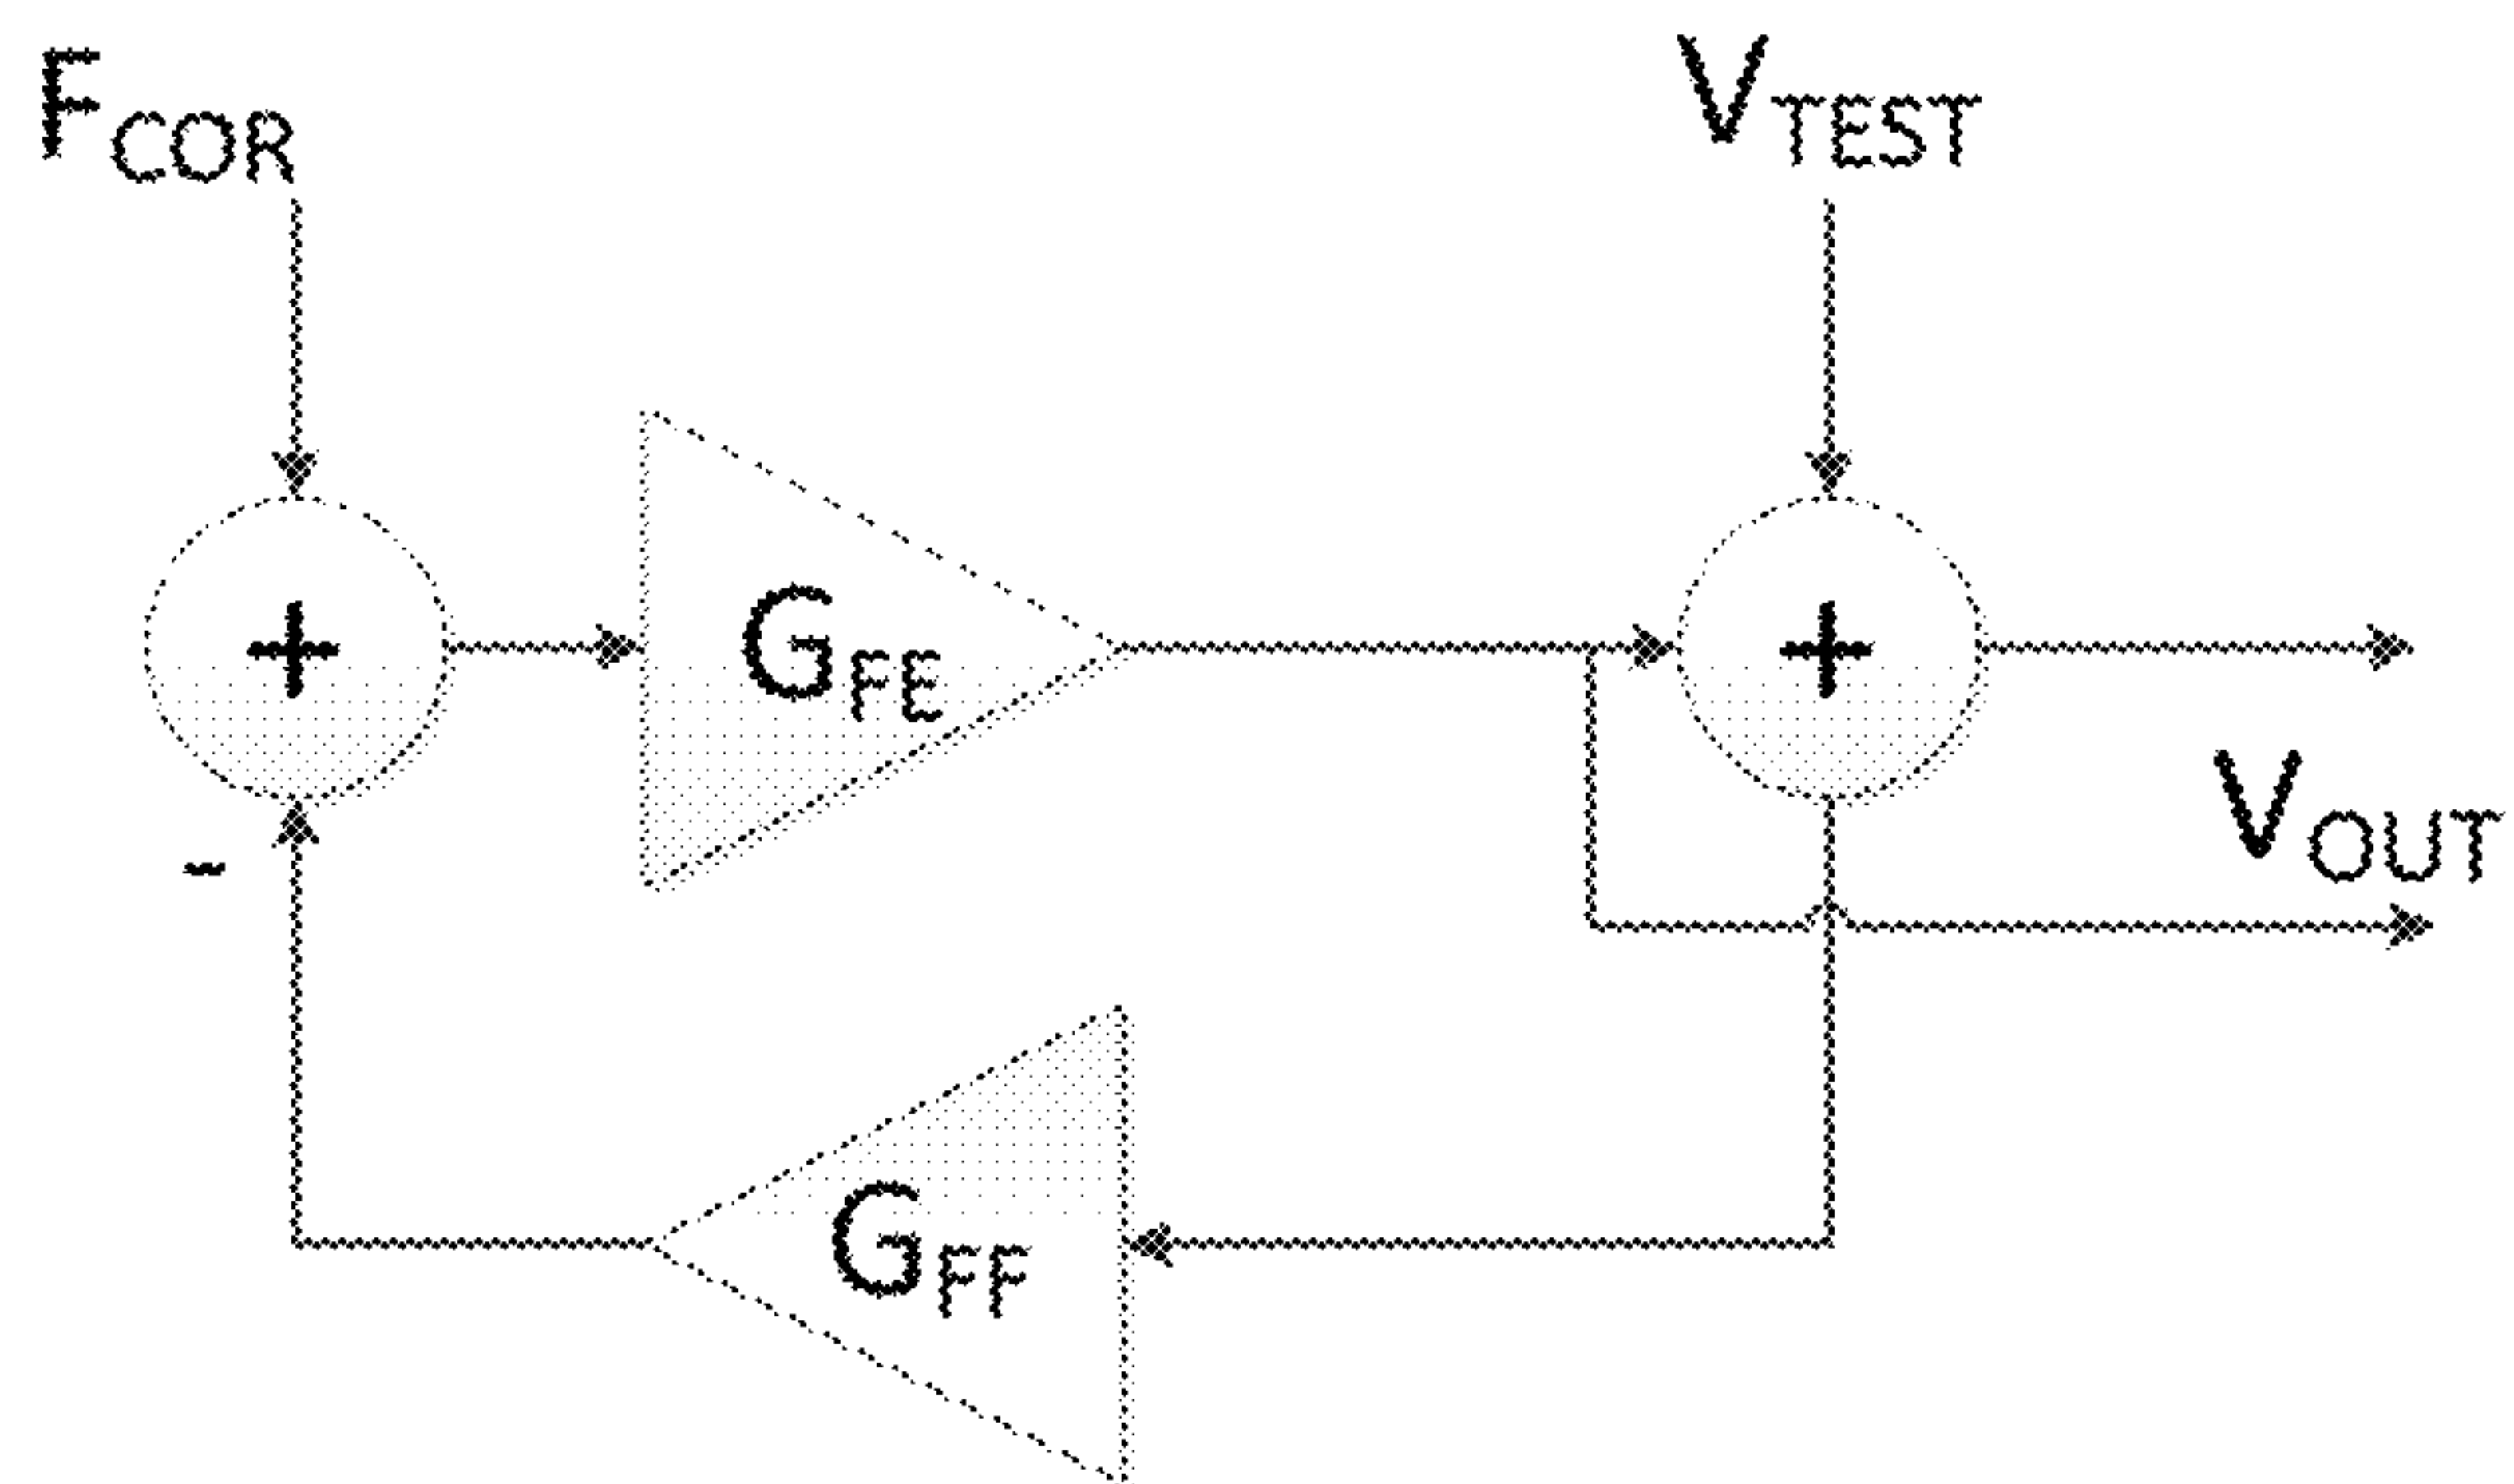 FCOR
VTEST
+
GFE
+
VOUT
-
GFF